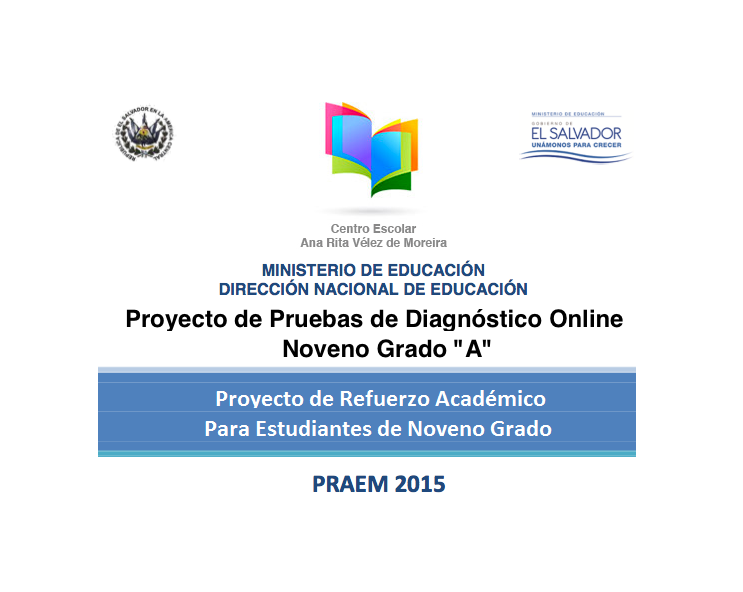 REPUBLICA DE EL SALVADOR EN LA AMERICA CENTRAL
MINISTERIO DE EDUCACIÓN
GOBIERNO DE
EL SALVADOR
UNÁMONOS PARA CRECER
Centro Escolar
Ana Rita Vélez de Moreira
MINISTERIO DE EDUCACIÓN
DIRECCIÓN NACIONAL DE EDUCACIÓN
Proyecto de Pruebas de Diagnóstico Online
Noveno Grado "A"
Proyecto de Refuerzo Académico
Para Estudiantes de Noveno Grado
PRAEM 2015